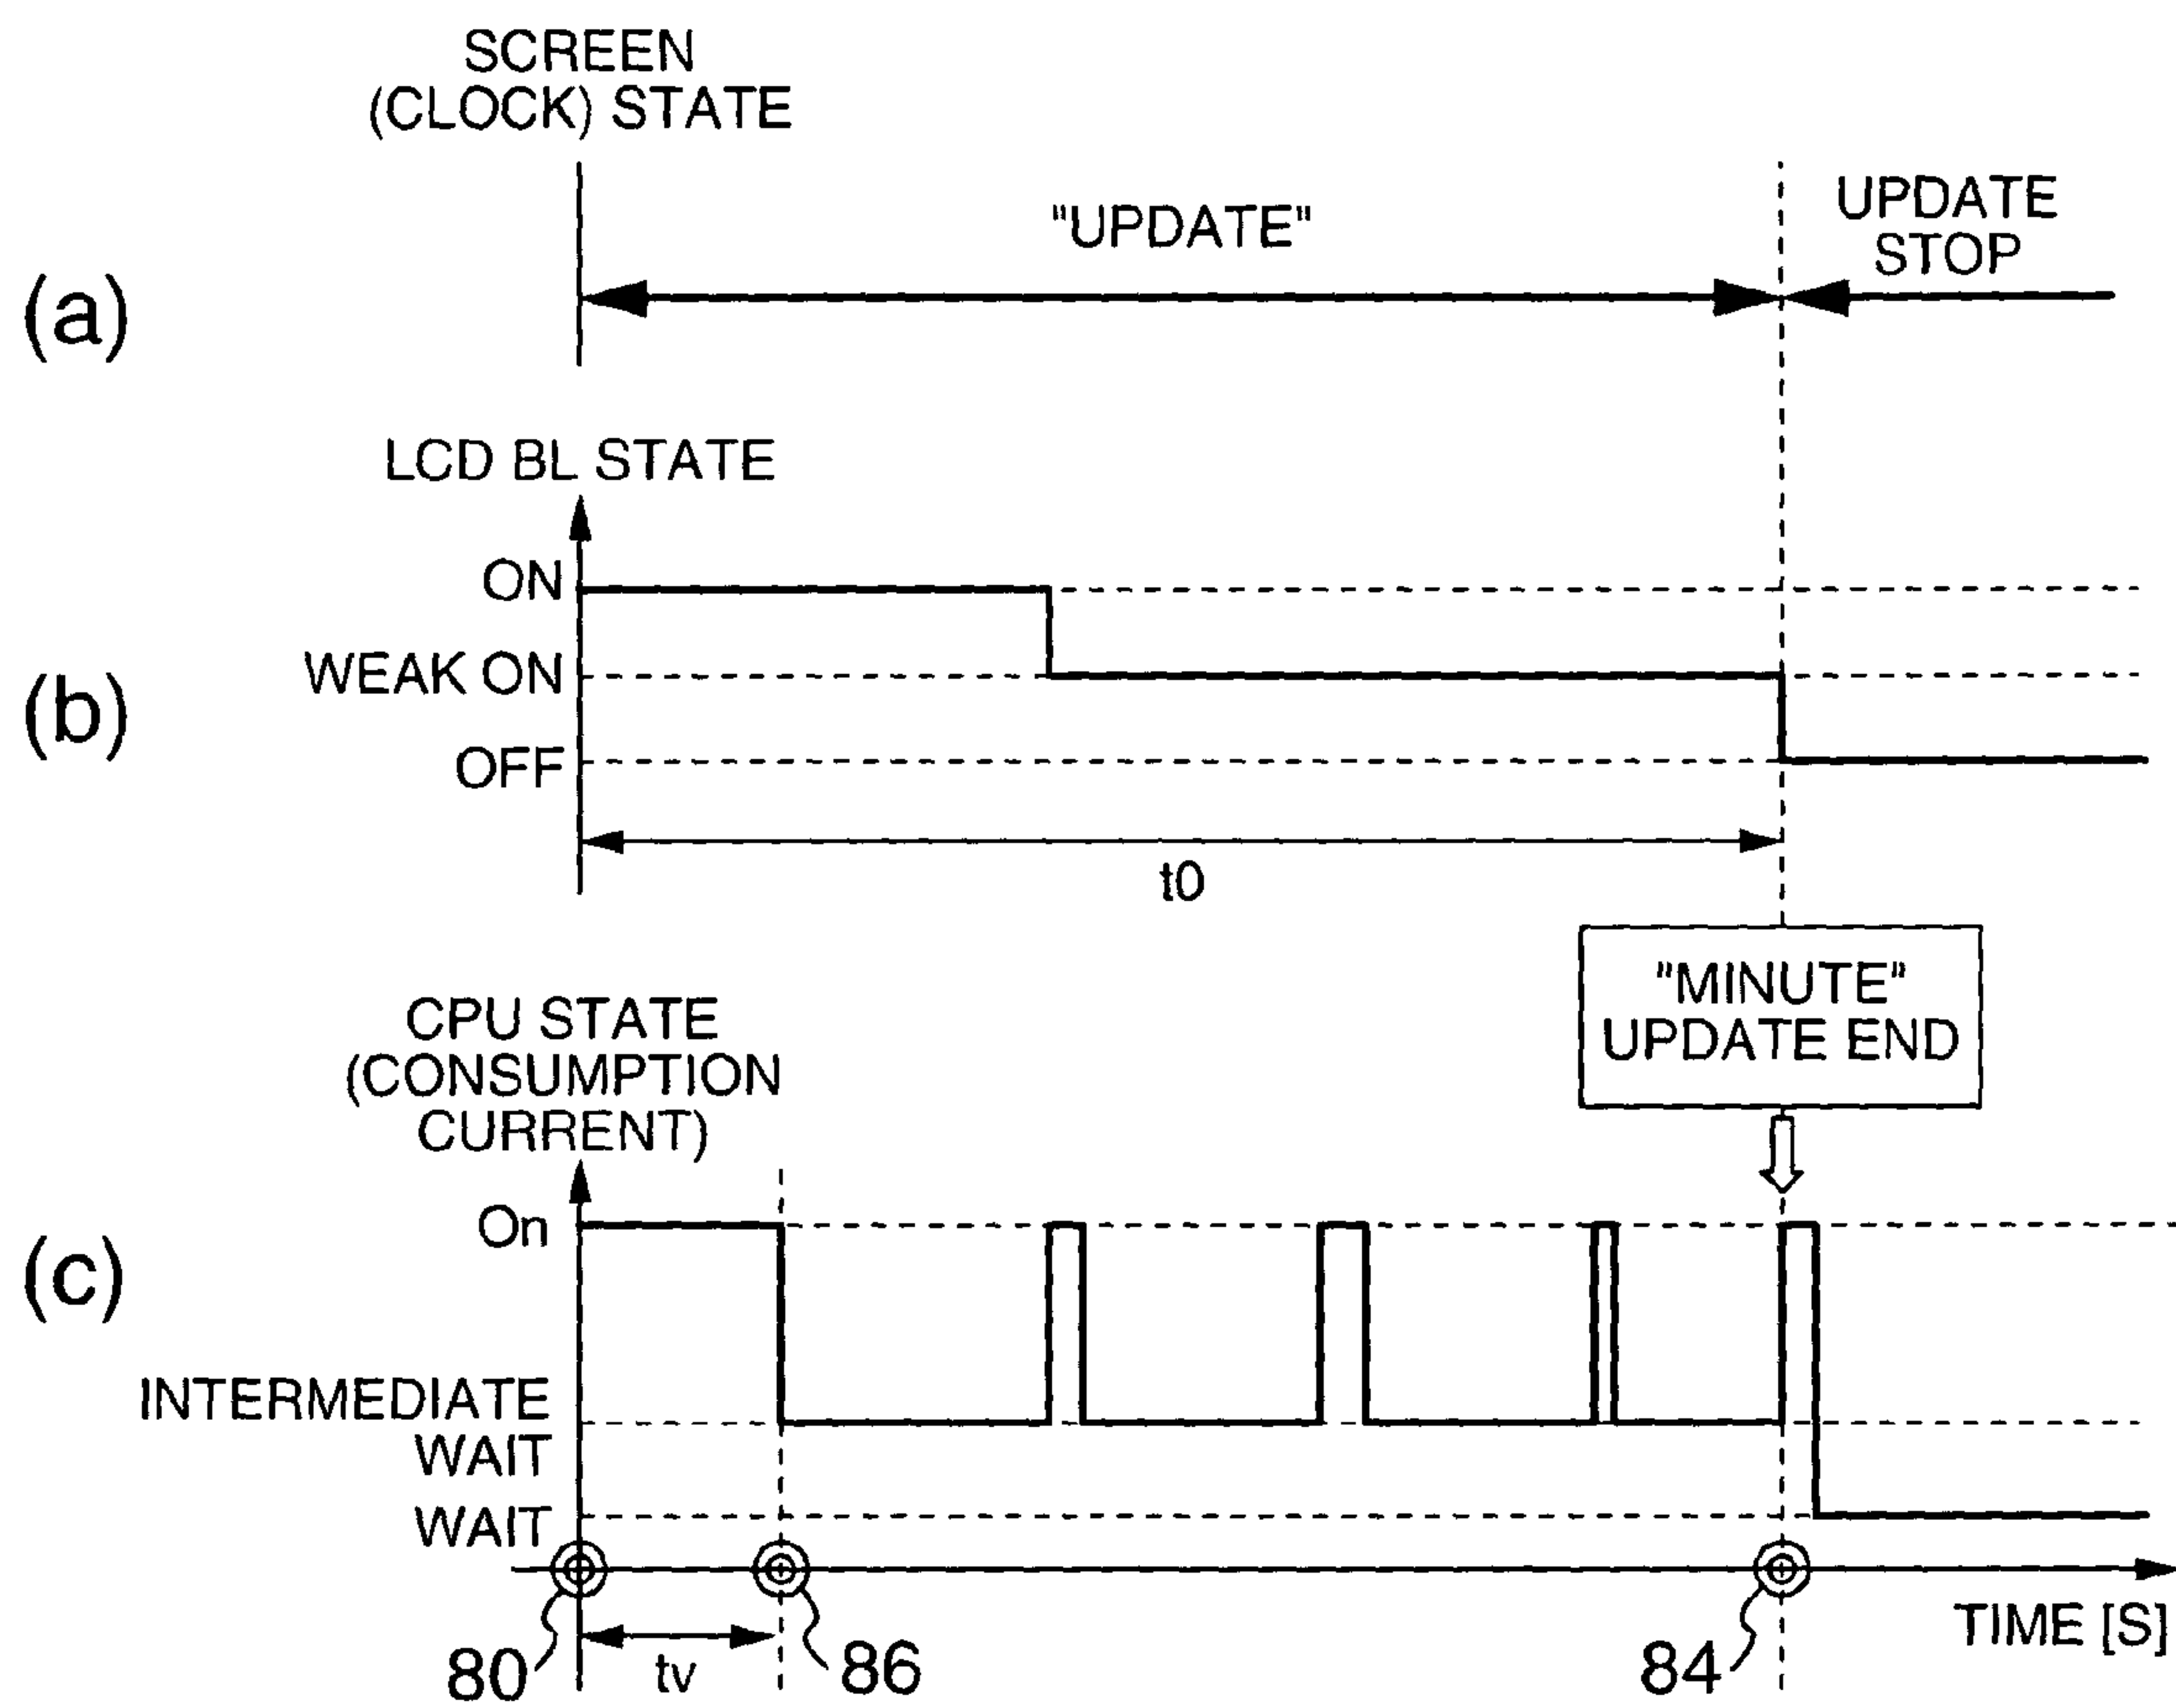 SCREEN
(CLOCK) STATE
"UPDATE"
UPDATE
STOP
(a)
LCD BL STATE
ON
WEAK ON
OFF
(b)
t0
"MINUTE"
UPDATE END
CPU STATE
(CONSUMPTION
CURRENT)
On
(c)
INTERMEDIATE
WAIT
WAIT
TIME [S]
80
tv
86
84